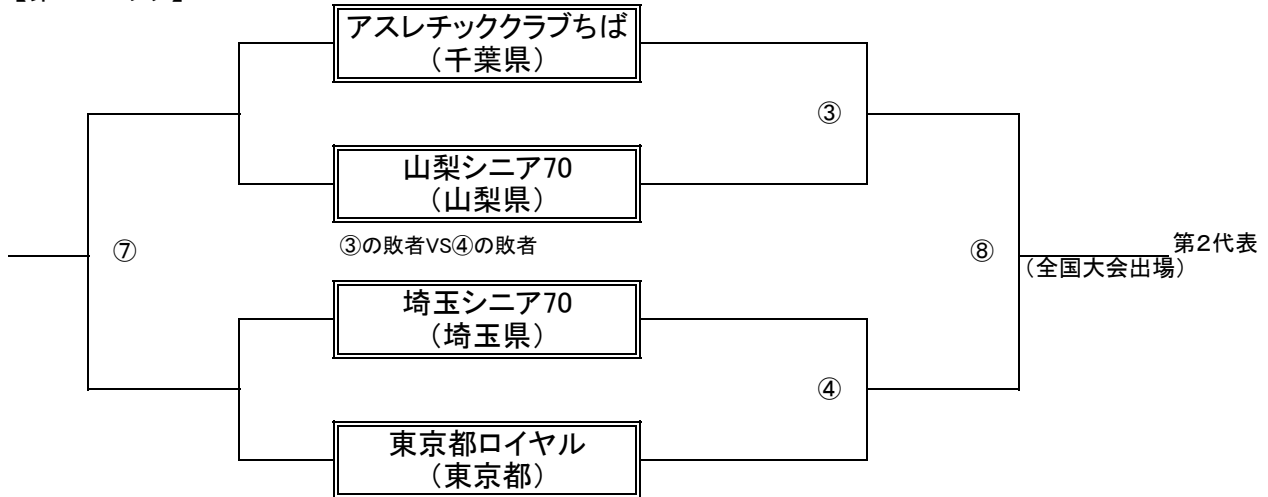 アスレチッククラブちば
（千葉県）
③
山梨シニア70
（山梨県）
⑦
③の敗者VS④の敗者
⑧
第2代表
（全国大会出場）
埼玉シニア70
（埼玉県）
④
東京都ロイヤル
（東京都）